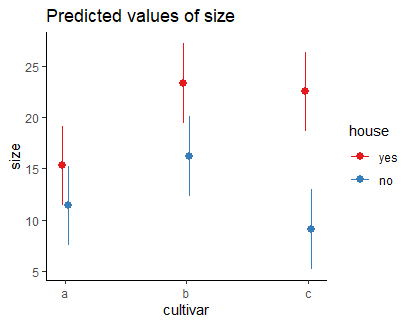 Predicted values of size
size
25
20
15
10
5
a b c
cultivar
house
yes
no